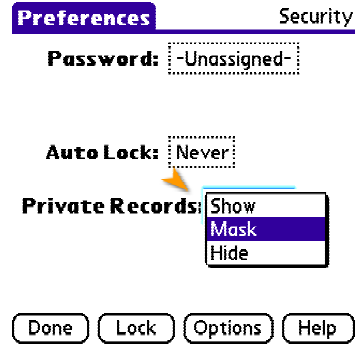 Preferences Security
Password: -Unassigned-
Auto Lock: Never
Private Records: Show
Mask
Hide
Done Lock Options Help